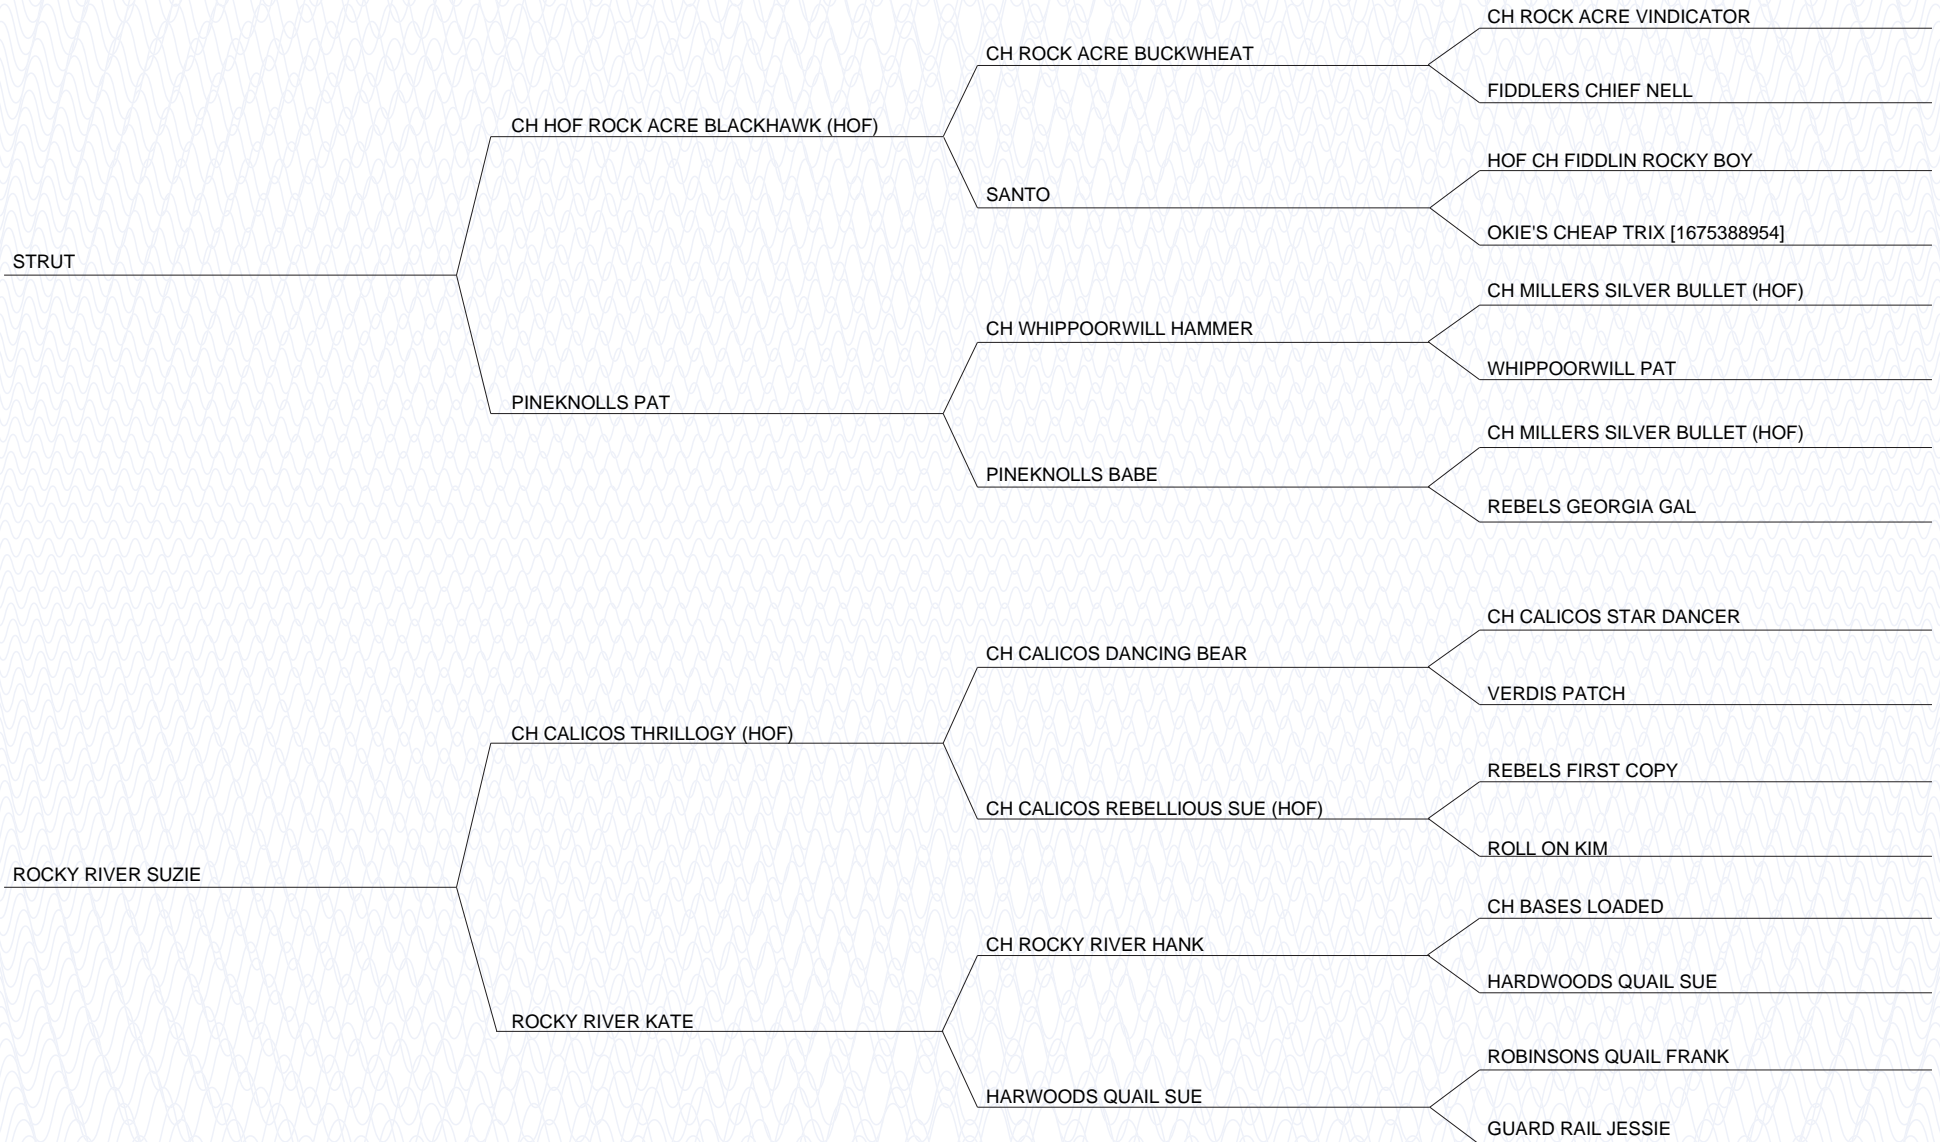 CH ROCK ACRE VINDICATOR
CH ROCK ACRE BUCKWHEAT
FIDDLERS CHIEF NELL
CH HOF ROCK ACRE BLACKHAWK (HOF)
HOF CH FIDDLIN ROCKY BOY
SANTO
OKIE'S CHEAP TRIX [1675388954]
STRUT
CH MILLERS SILVER BULLET (HOF)
CH WHIPPOORWILL HAMMER
WHIPPOORWILL PAT
PINEKNOLLS PAT
CH MILLERS SILVER BULLET (HOF)
PINEKNOLLS BABE
REBELS GEORGIA GAL
CH CALICOS STAR DANCER
CH CALICOS DANCING BEAR
VERDIS PATCH
CH CALICOS THRILLOGY (HOF)
REBELS FIRST COPY
CH CALICOS REBELLIOUS SUE (HOF)
ROLL ON KIM
ROCKY RIVER SUZIE
CH BASES LOADED
CH ROCKY RIVER HANK
HARDWOODS QUAIL SUE
ROCKY RIVER KATE
ROBINSONS QUAIL FRANK
HARWOODS QUAIL SUE
GUARD RAIL JESSIE